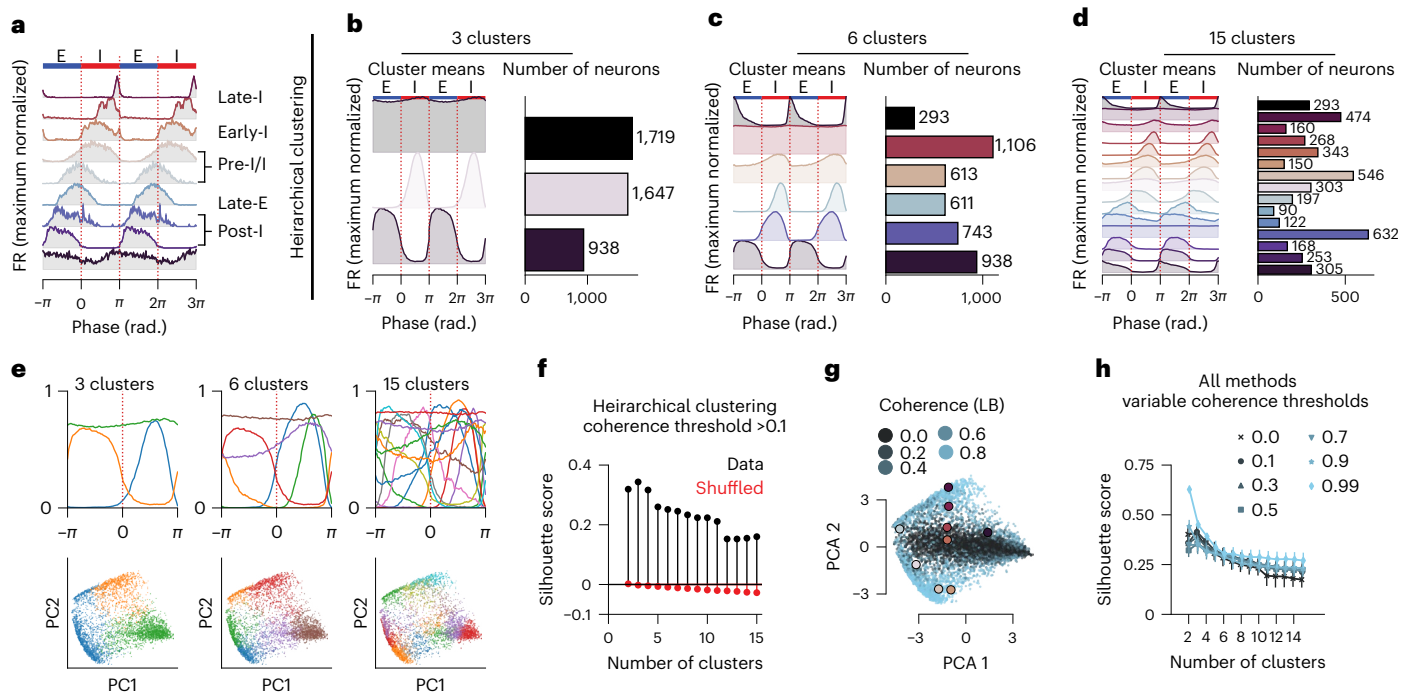 a
E I E I
FR (maximum normalized)
Late-I
Early-I
Pre-I/I
Late-E
Post-I
−π 0 π 2π 3π
Phase (rad.)
Heirarchical clustering
b
3 clusters
Cluster means
Number of neurons
E I E I
FR (maximum normalized)
1,719
1,647
938
−π 0 π 2π 3π
0 1,000
Phase (rad.)
c
6 clusters
Cluster means
Number of neurons
E I E I
FR (maximum normalized)
293
1,106
613
611
743
938
−π 0 π 2π 3π
0 1,000
Phase (rad.)
d
15 clusters
Cluster means
Number of neurons
E I E I
FR (maximum normalized)
293
474
160
268
343
150
546
303
197
90
122
632
168
253
305
−π 0 π 2π 3π
0 500
Phase (rad.)
e
3 clusters
6 clusters
15 clusters
1
0
−π 0 π
1
0
−π 0 π
1
0
−π 0 π
PC2
PC1
PC2
PC1
PC2
PC1
f
Heirarchical clustering
coherence threshold >0.1
Data
Shuffled
Silhouette score
0.4
0.2
0
−0.1
0 5 10 15
Number of clusters
g
Coherence (LB)
0.0 0.6
0.2 0.8
0.4
PCA 2
3
0
−3
−3 0 3
PCA 1
h
All methods
variable coherence thresholds
0.0 0.7
0.1 0.9
0.3 0.99
0.5
Silhouette score
0.75
0.50
0.25
0
2 4 6 8 10 12 14
Number of clusters